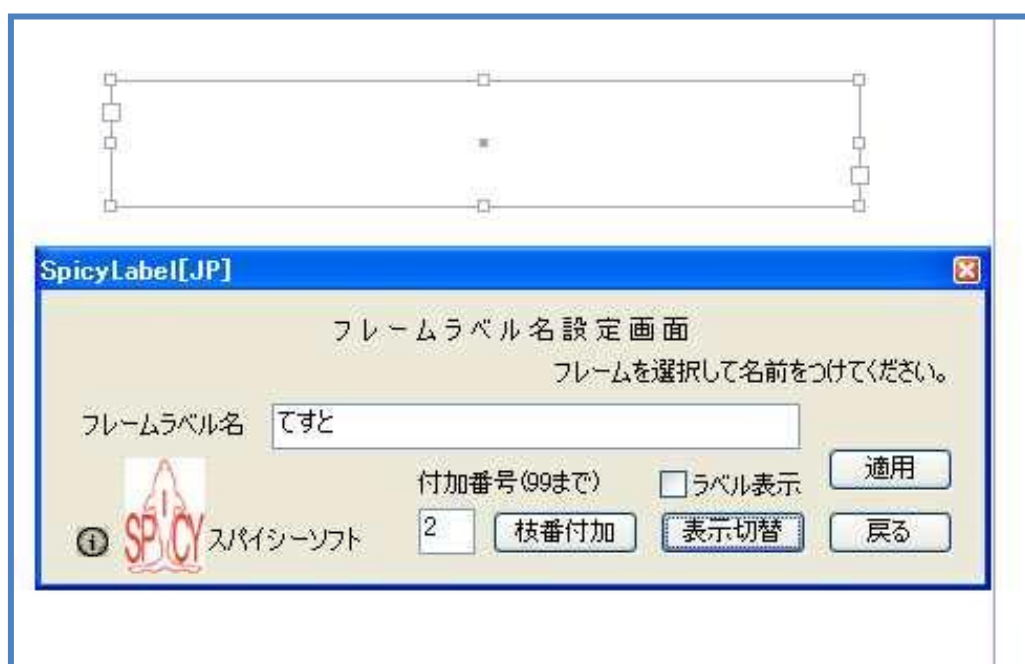 SpicyLabel[JP]
フレームラベル名設定画面
フレームを選択して名前をつけてください。
フレームラベル名 てすと
適用
付加番号(99まで) ラベル表示
SPICY スパイシーソフト 2 枝番付加 表示切替 戻る